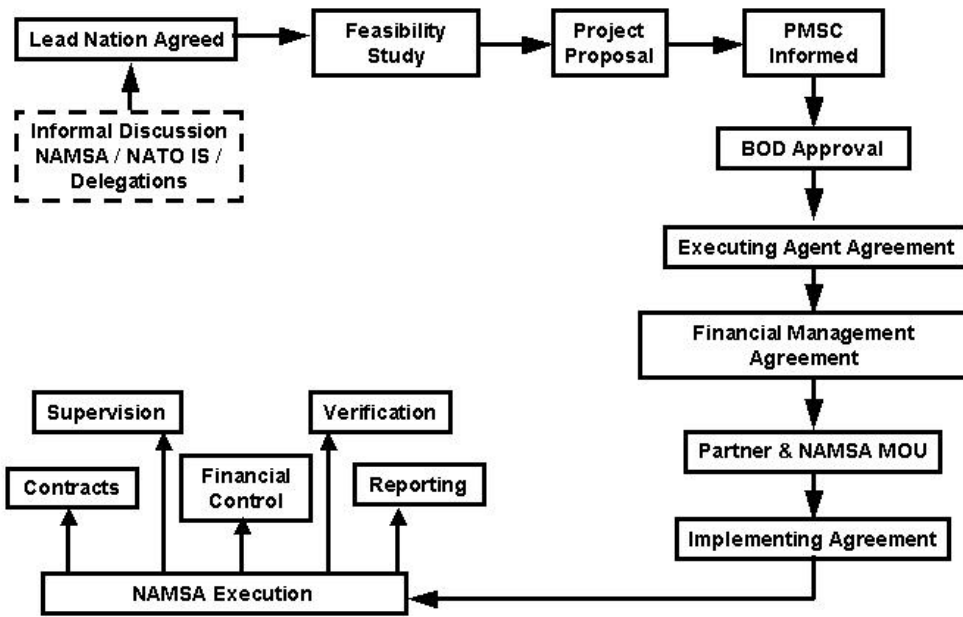 Lead Nation Agreed
Feasibility
Study
Project
Proposal
PMSC
Informed
Informal Discussion
NAMSA / NATO IS /
Delegations
BOD Approval
Executing Agent Agreement
Financial Management
Agreement
Partner & NAMSA MOU
Implementing Agreement
Supervision
Verification
Contracts
Financial
Control
Reporting
NAMSA Execution